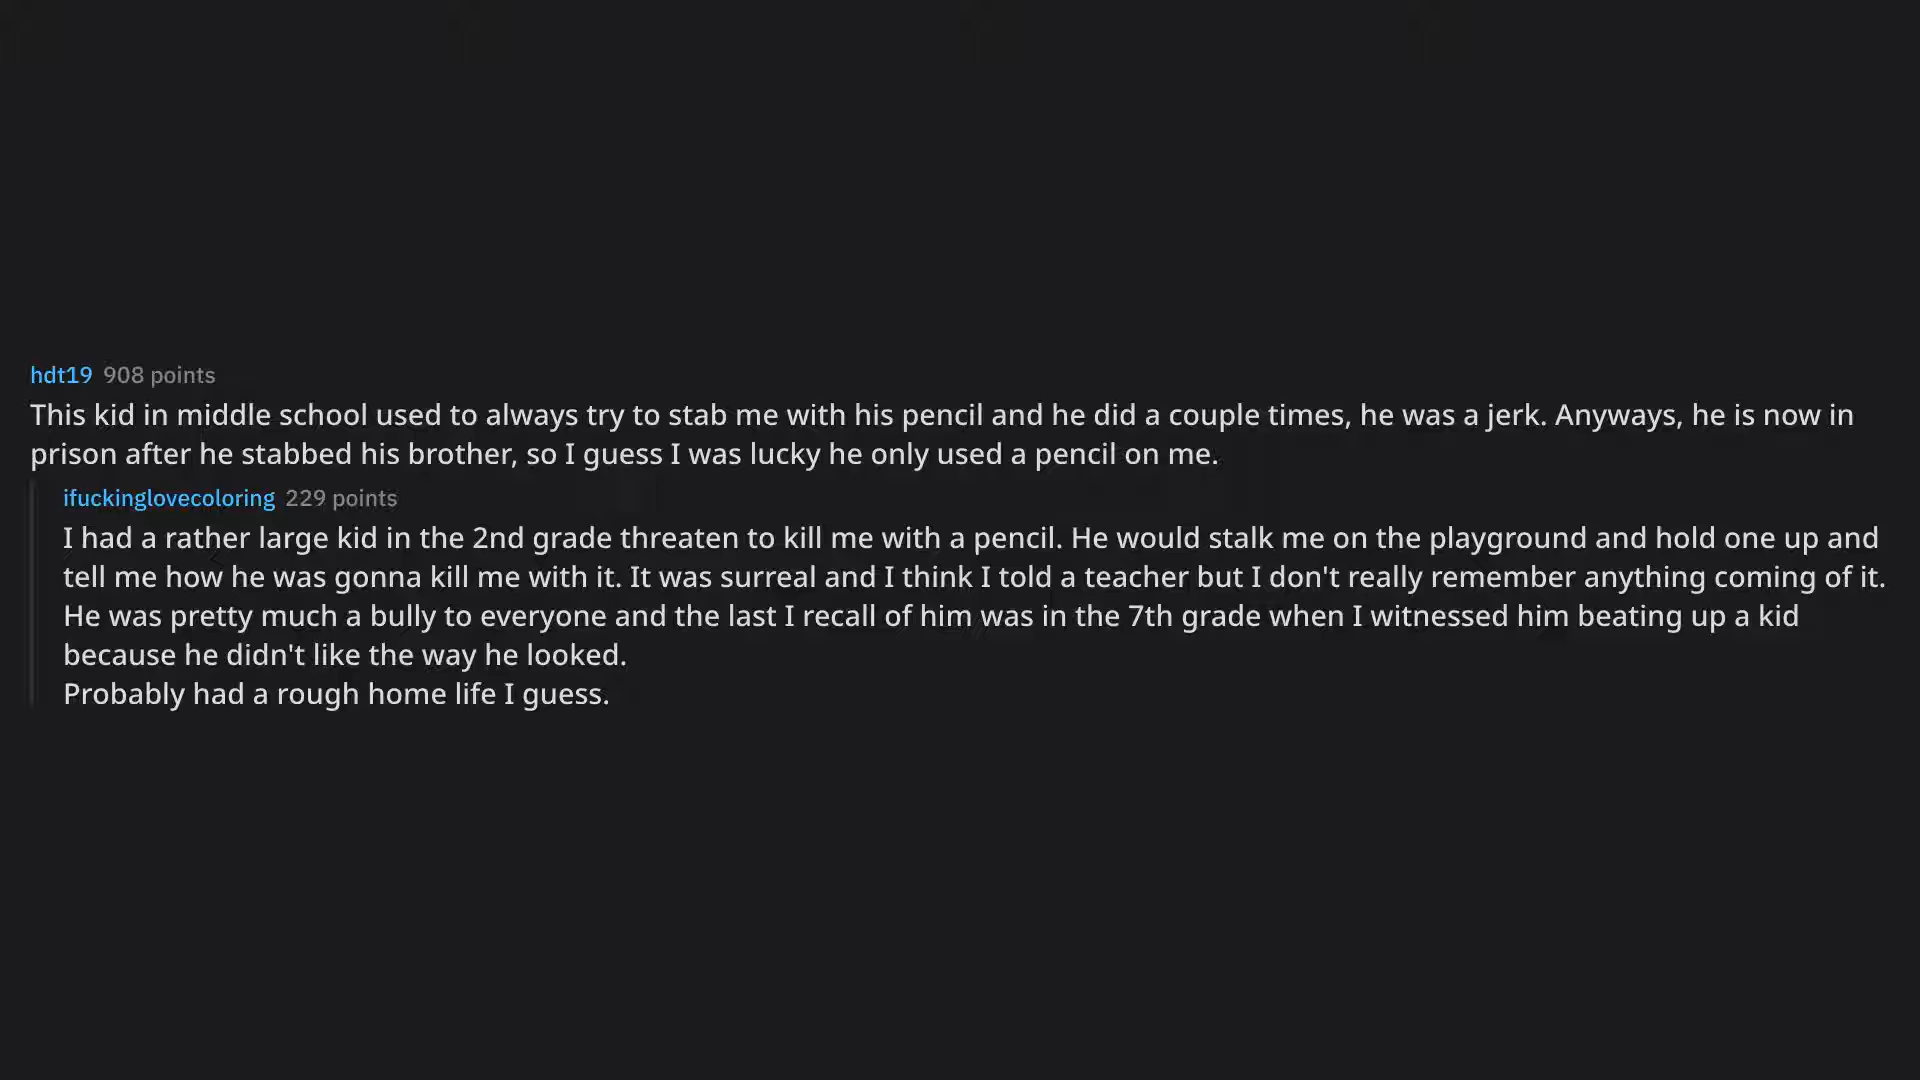 hdt19 908 points
This kid in middle school used to always try to stab me with his pencil and he did a couple times, he was a jerk. Anyways, he is now in
prison after he stabbed his brother, so I guess I was lucky he only used a pencil on me.
ifuckinglovecoloring 229 points
I had a rather large kid in the 2nd grade threaten to kill me with a pencil. He would stalk me on the playground and hold one up and
tell me how he was gonna kill me with it. It was surreal and I think I told a teacher but I don't really remember anything coming of it.
He was pretty much a bully to everyone and the last I recall of him was in the 7th grade when I witnessed him beating up a kid
because he didn't like the way he looked.
Probably had a rough home life I guess.